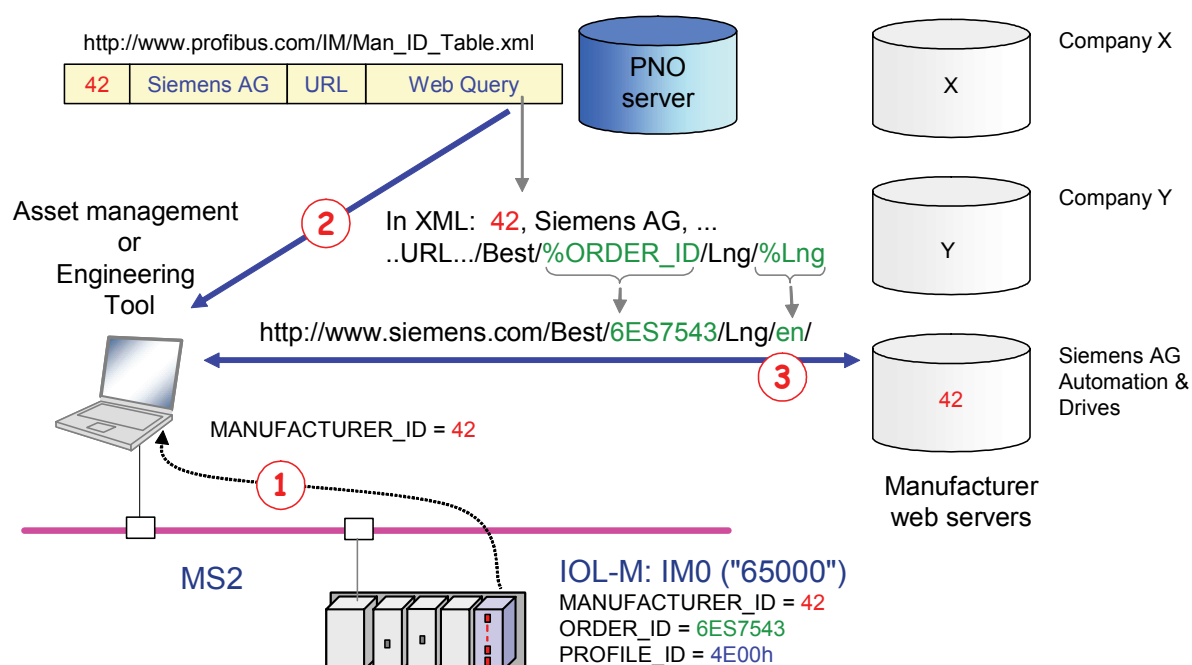 http://www.profibus.com/IM/Man_ID_Table.xml
42 Siemens AG URL Web Query
PNO
server
X
Company X
Y
Company Y
Asset management
or
Engineering
Tool
2
In XML: 42, Siemens AG, ...
..URL.../Best/%ORDER_ID/Lng/%Lng
http://www.siemens.com/Best/6ES7543/Lng/en/
3
42
Siemens AG
Automation &
Drives
Manufacturer
web servers
MANUFACTURER_ID = 42
1
MS2
IOL-M: IM0 ("65000")
MANUFACTURER_ID = 42
ORDER_ID = 6ES7543
PROFILE_ID = 4E00h